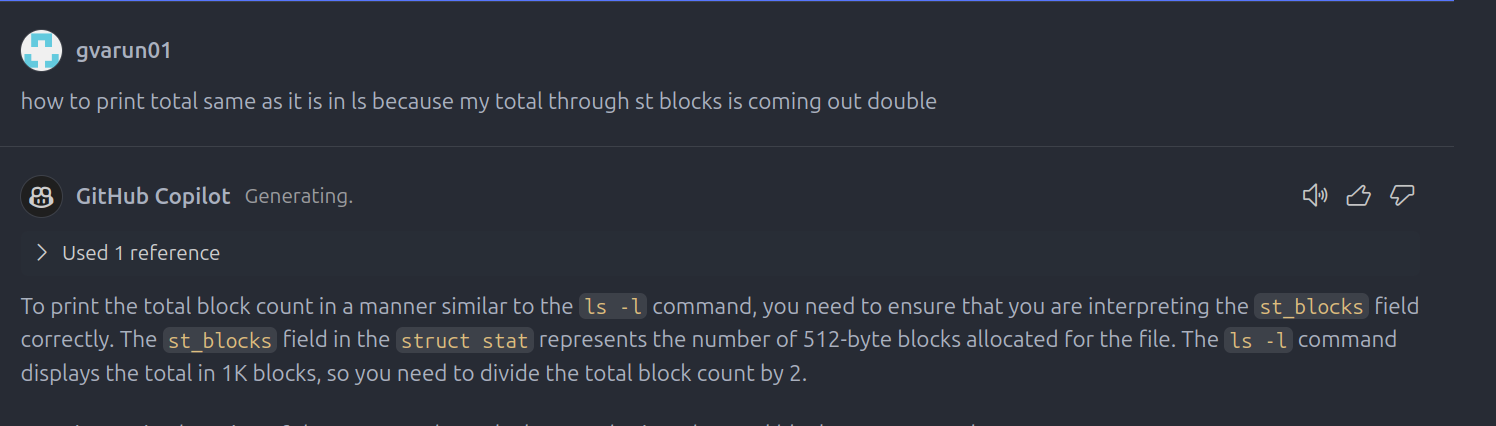 gvarun01
how to print total same as it is in ls because my total through st blocks is coming out double
GitHub Copilot Generating.
Used 1 reference
To print the total block count in a manner similar to the ls -l command, you need to ensure that you are interpreting the st_blocks field
correctly. The st_blocks field in the struct stat represents the number of 512-byte blocks allocated for the file. The ls -l command
displays the total in 1K blocks, so you need to divide the total block count by 2.